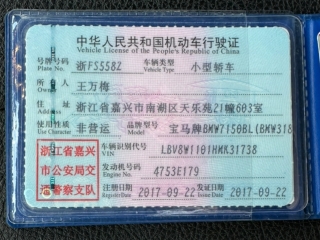 中华人民共和国机动车行驶证
Vehicle License of the People's Republic of China
号牌号码 浙FS558Z 车辆类型 小型轿车
Plate No. Vehicle Type
所有人 王万梅
Owner
住址 浙江省嘉兴市南湖区天乐苑21幢603室
Address
使用性质 非营运 品牌型号 宝马牌BMW7150BL(BMW318
Use Character Model
浙江省嘉兴
市公安局交
通警察支队
车辆识别代号 LBV8W1101HMK31738
VIN
发动机号码 4753E179
Engine No.
注册日期 2017-09-22 发证日期 2017-09-22
Register Date Issue Date